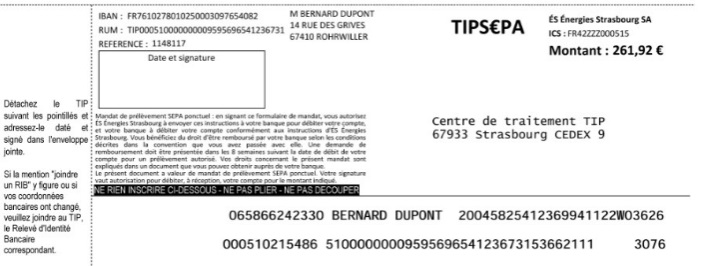 IBAN : FR7610278010250003097654082
RUM : TIP000510000000009595696541236731
REFERENCE : 1148117
M BERNARD DUPONT
14 RUE DES GRIVES
67410 ROHRWILLER
TIPS€PA
ÉS Énergies Strasbourg SA
ICS : FR42ZZZ000515
Montant : 261,92 €
Date et signature
Détachez le TIP
suivant les pointillés et
adressez-le daté et
signé dans l'enveloppe
jointe.
Si la mention "joindre
un RIB" y figure ou si
vos coordonnées
bancaires ont changé,
veuillez joindre au TIP,
le Relevé d'Identité
Bancaire
correspondant.
Mandat de prélèvement SEPA ponctuel : en signant ce formulaire de mandat, vous autorisez
ÉS Énergies Strasbourg à envoyer ces instructions à votre banque pour débiter votre compte,
et votre banque à débiter votre compte conformément aux instructions d'ÉS Énergies
Strasbourg. Vous bénéficiez du droit d'être remboursé par votre banque selon les conditions
décrites dans la convention que vous avez passée avec elle. Une demande de
remboursement doit être présentée dans les 8 semaines suivant la date de débit de votre
compte pour un prélèvement autorisé. Vos droits concernant le présent mandat sont
expliqués dans un document que vous pouvez obtenir auprès de votre banque.
Le présent document a valeur de mandat de prélèvement SEPA ponctuel. Votre signature
vaut autorisation pour débiter, à réception, votre compte pour le montant indiqué.
NE RIEN INSCRIRE CI-DESSOUS - NE PAS PLIER - NE PAS DECOUPER
Centre de traitement TIP
67933 Strasbourg CEDEX 9
065866242330 BERNARD DUPONT 20045825412369941122W03626
000510215486 51000000009595696541236731536​62111 3076